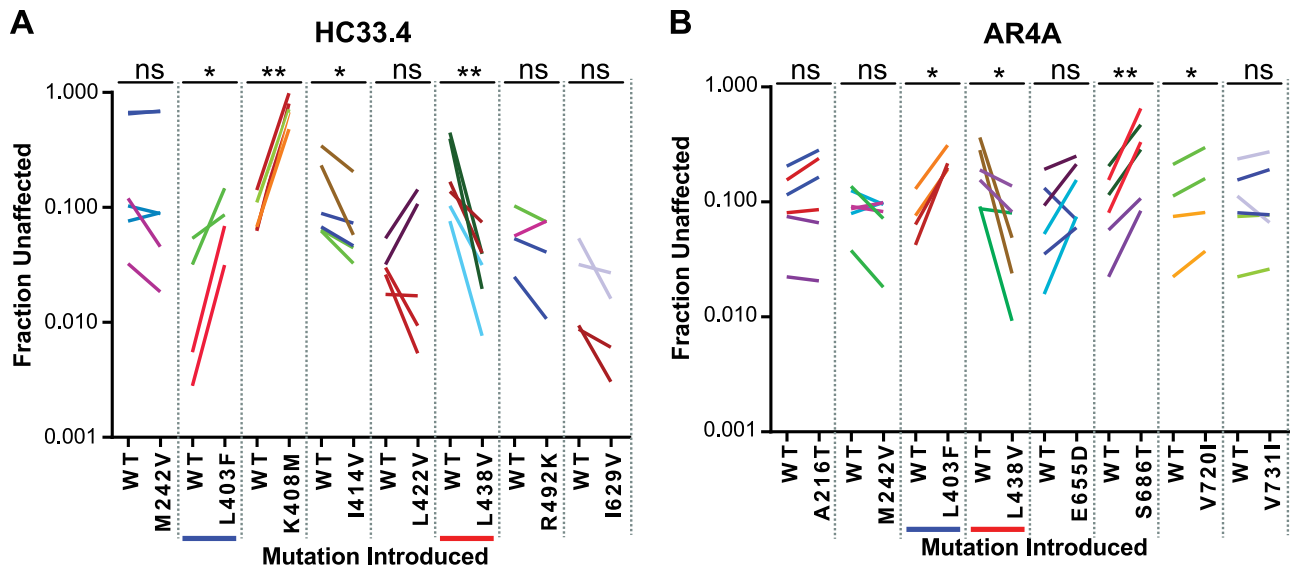 A
HC33.4
ns * ** * ns ** ns ns
Fraction Unaffected
1.000
0.100
0.010
0.001
WT
M242V
WT
L403F
WT
K408M
WT
I414V
WT
L422V
WT
L438V
WT
R492K
WT
I629V
Mutation Introduced
B
AR4A
ns ns * * ns ** * ns
Fraction Unaffected
1.000
0.100
0.010
0.001
WT
A216T
WT
M242V
WT
L403F
WT
L438V
WT
E655D
WT
S686T
WT
V720I
WT
V731I
Mutation Introduced